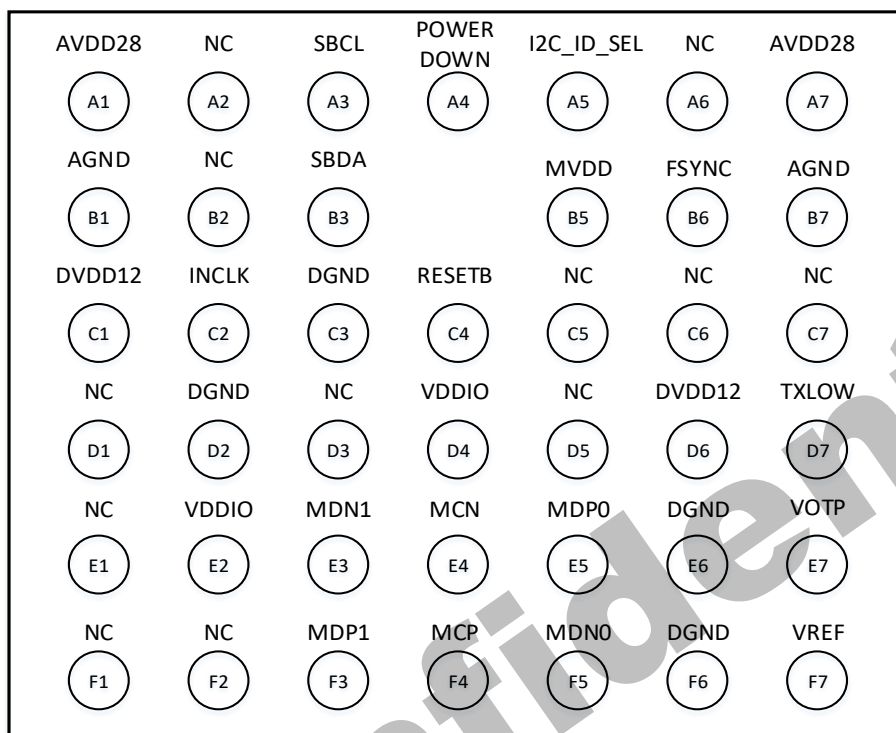 AVDD28 NC SBCL POWER DOWN I2C_ID_SEL NC AVDD28
A1 A2 A3 A4 A5 A6 A7
AGND NC SBDA MVDD FSYNC AGND
B1 B2 B3 B5 B6 B7
DVDD12 INCLK DGND RESETB NC NC NC
C1 C2 C3 C4 C5 C6 C7
NC DGND NC VDDIO NC DVDD12 TXLOW
D1 D2 D3 D4 D5 D6 D7
NC VDDIO MDN1 MCN MDP0 DGND VOTP
E1 E2 E3 E4 E5 E6 E7
NC NC MDP1 MCP MDN0 DGND VREF
F1 F2 F3 F4 F5 F6 F7